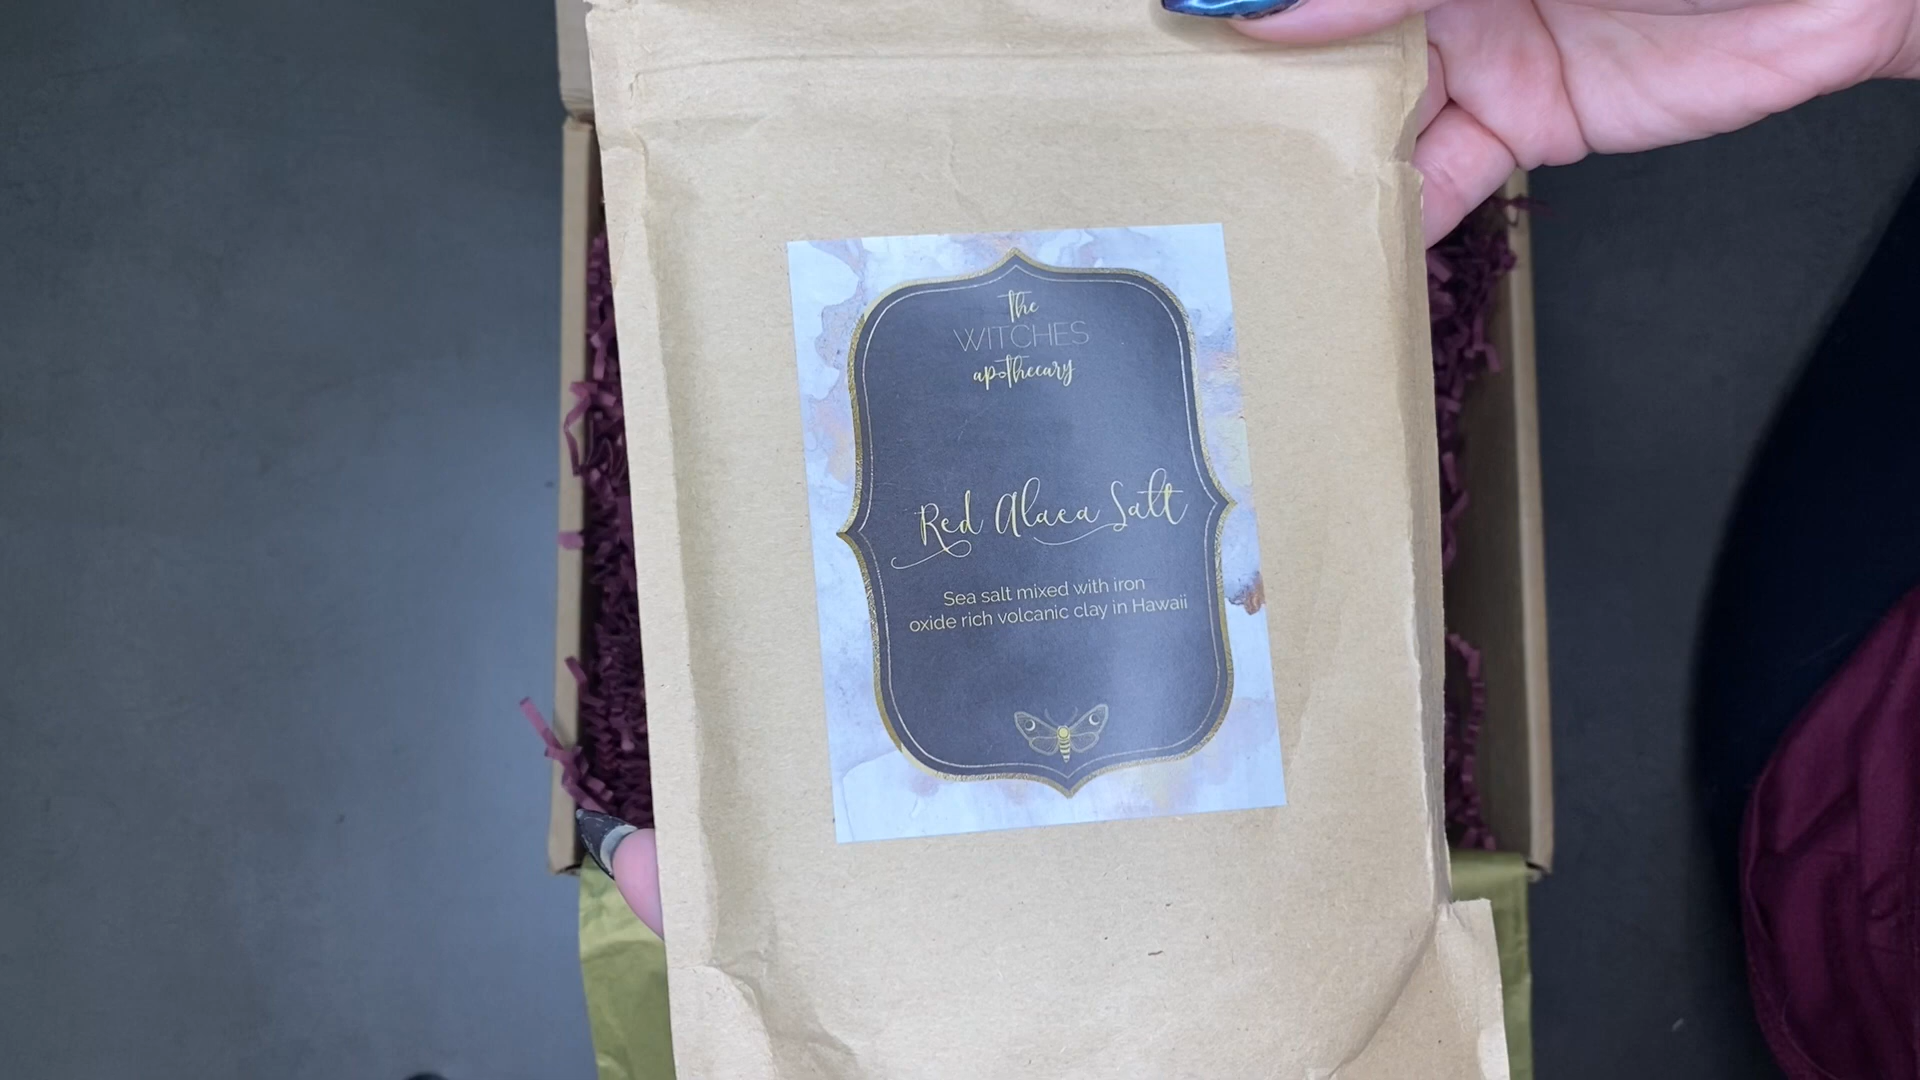 the
WITCHES
apothecary
Red Alaea Salt
Sea salt mixed with iron
oxide rich volcanic clay in Hawaii